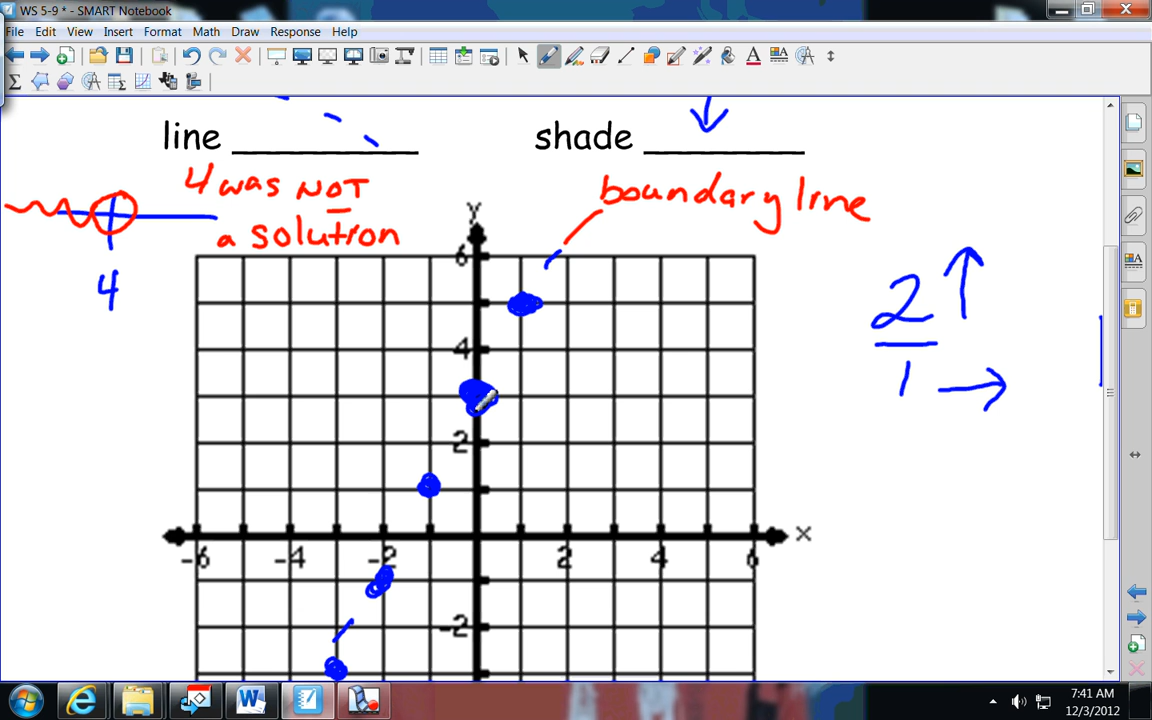 WS 5-9 * - SMART Notebook
File Edit View Insert Format Math Draw Response Help
line _________ shade ________
4 was NOT
a solution
boundary line
4
Y
6
4
2
-6 -4 -2 2 4 6
x
-2
2
1
7:41 AM
12/3/2012